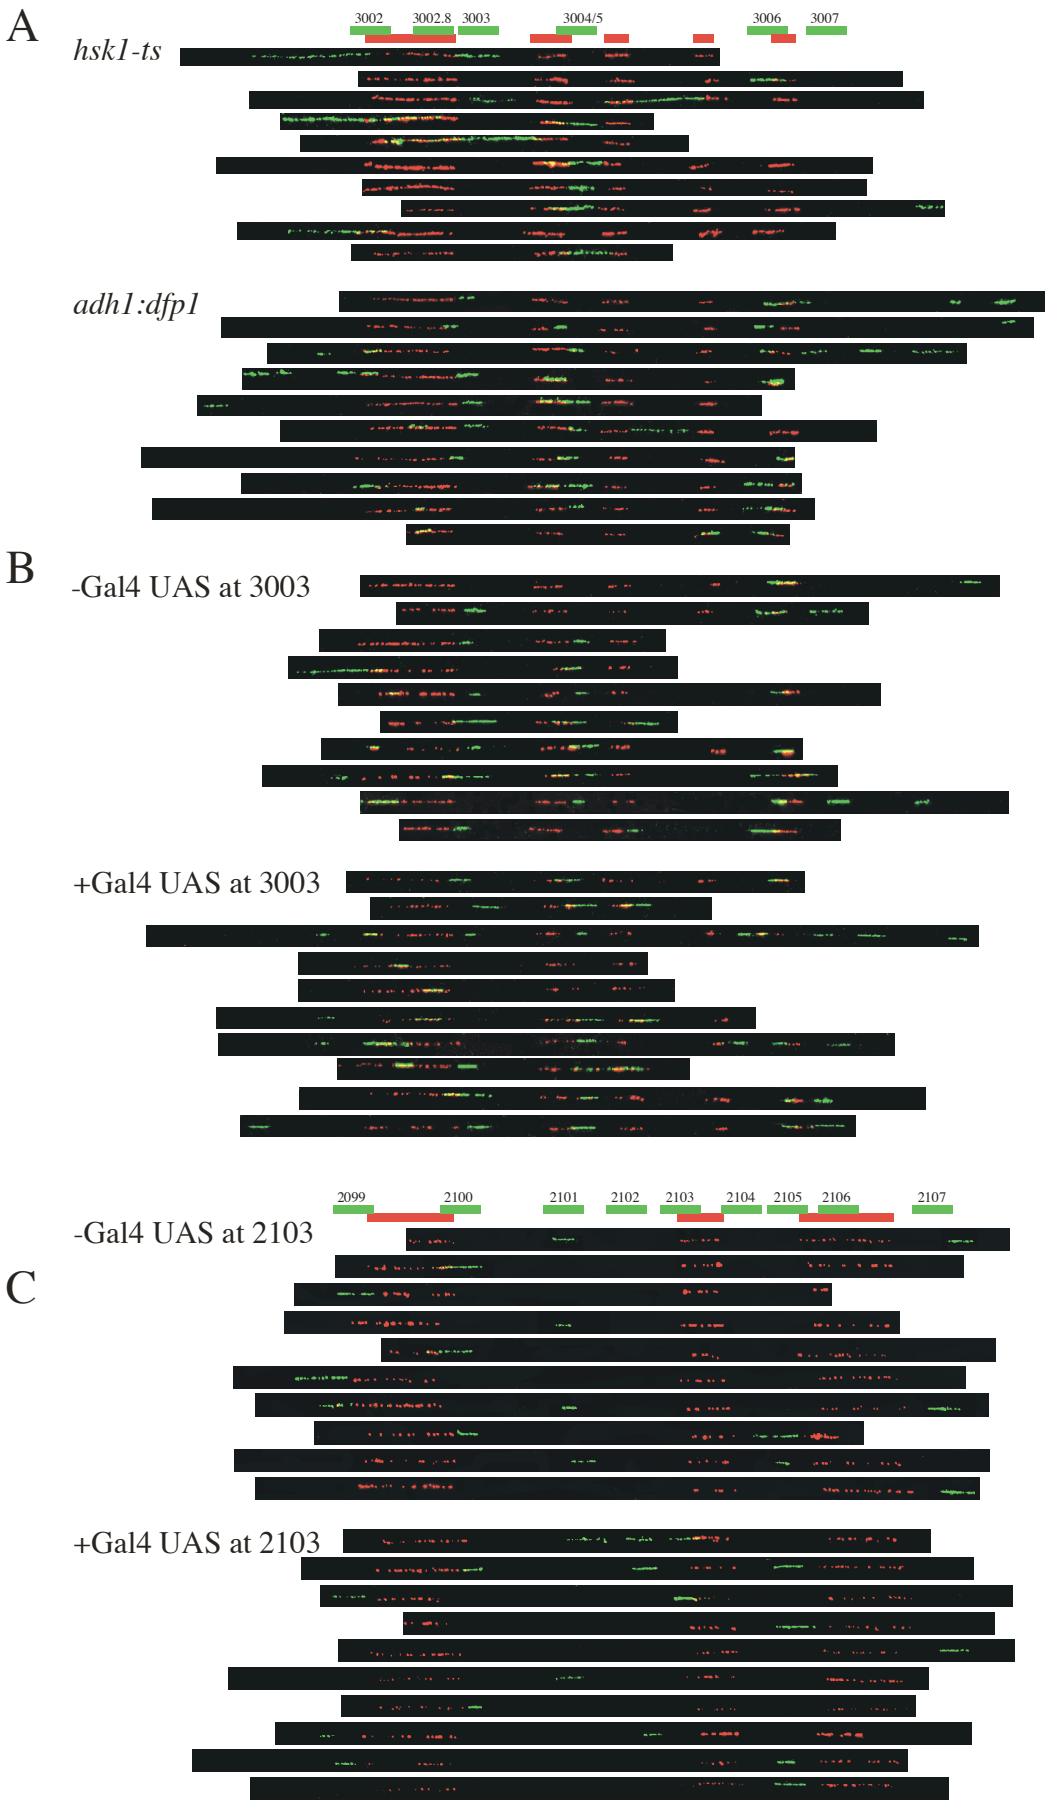 A
3002 3002.8 3003 3004/5 3006 3007
hsk1-ts
adh1:dfp1
B
-Gal4 UAS at 3003
+Gal4 UAS at 3003
2099 2100 2101 2102 2103 2104 2105 2106 2107
-Gal4 UAS at 2103
C
+Gal4 UAS at 2103